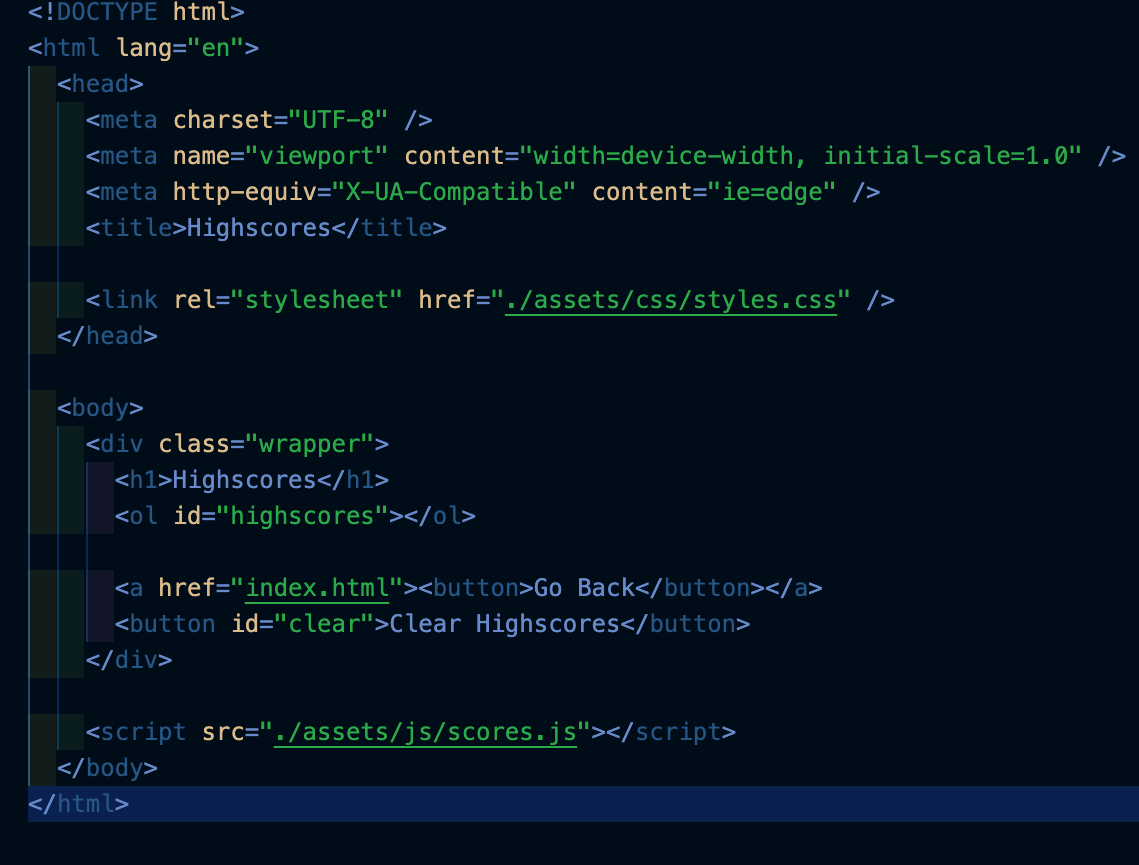 <!DOCTYPE html>
<html lang="en">
  <head>
    <meta charset="UTF-8" />
    <meta name="viewport" content="width=device-width, initial-scale=1.0" />
    <meta http-equiv="X-UA-Compatible" content="ie=edge" />
    <title>Highscores</title>

    <link rel="stylesheet" href="./assets/css/styles.css" />
  </head>

  <body>
    <div class="wrapper">
      <h1>Highscores</h1>
      <ol id="highscores"></ol>

      <a href="index.html"><button>Go Back</button></a>
      <button id="clear">Clear Highscores</button>
    </div>

    <script src="./assets/js/scores.js"></script>
  </body>
</html>